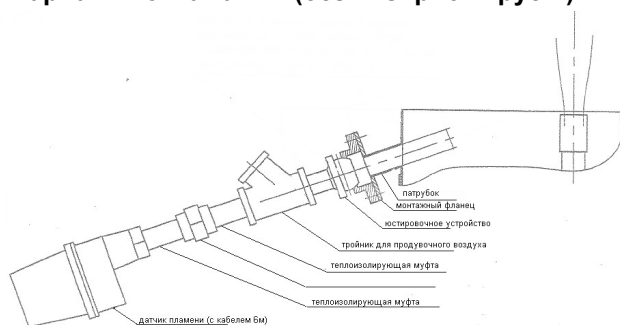 патрубок
монтажный фланец
юстировочное устройство
тройник для продувочного воздуха
теплоизолирующая муфта
теплоизолирующая муфта
датчик пламени (с кабелем 6м)